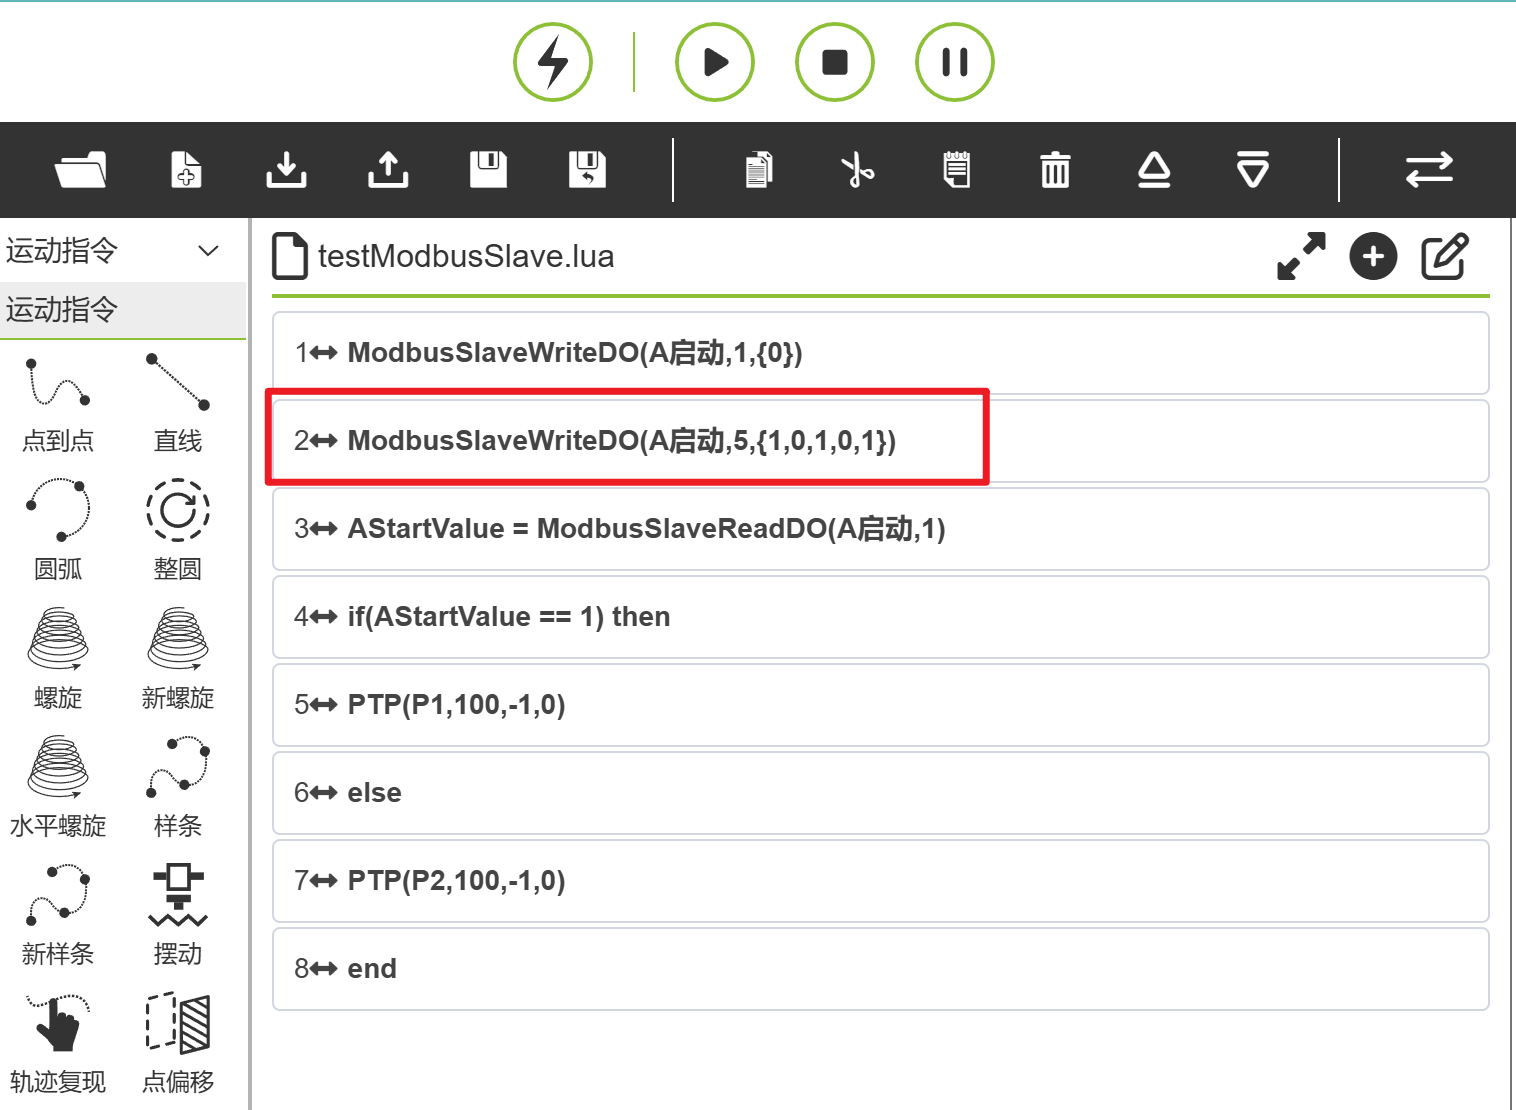 运动指令
运动指令
点到点 直线
圆弧 整圆
螺旋 新螺旋
水平螺旋 样条
新样条 摆动
轨迹复现 点偏移
testModbusSlave.lua
1 ModbusSlaveWriteDO(A启动,1,{0})
2 ModbusSlaveWriteDO(A启动,5,{1,0,1,0,1})
3 AStartValue = ModbusSlaveReadDO(A启动,1)
4 if(AStartValue == 1) then
5 PTP(P1,100,-1,0)
6 else
7 PTP(P2,100,-1,0)
8 end